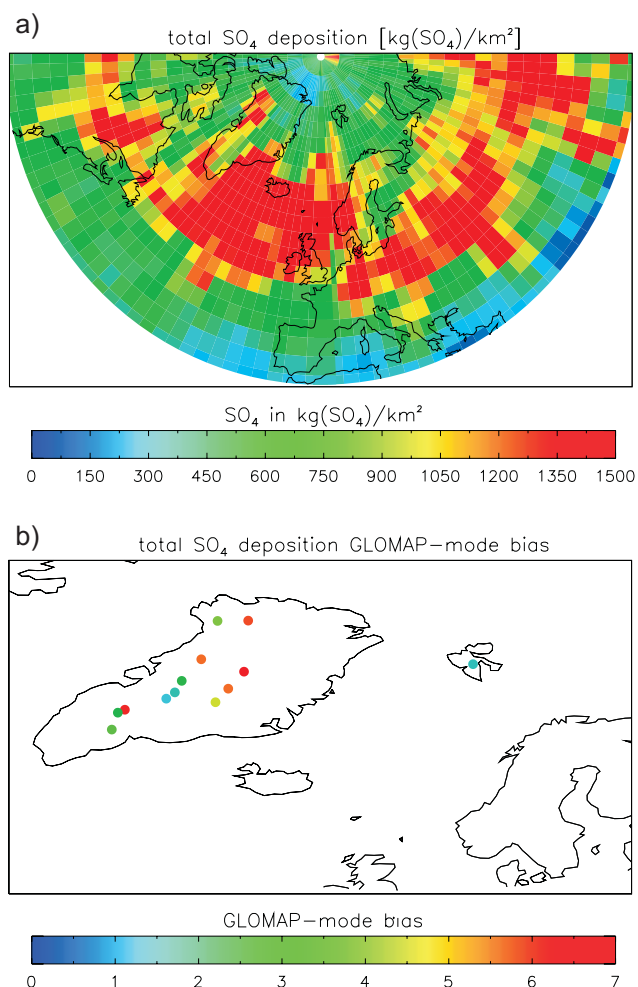 a)
total SO₄ deposition [kg(SO₄)/km²]
SO₄ in kg(SO₄)/km²
0 150 300 450 600 750 900 1050 1200 1350 1500
b)
total SO₄ deposition GLOMAP-mode bias
GLOMAP-mode bias
0 1 2 3 4 5 6 7